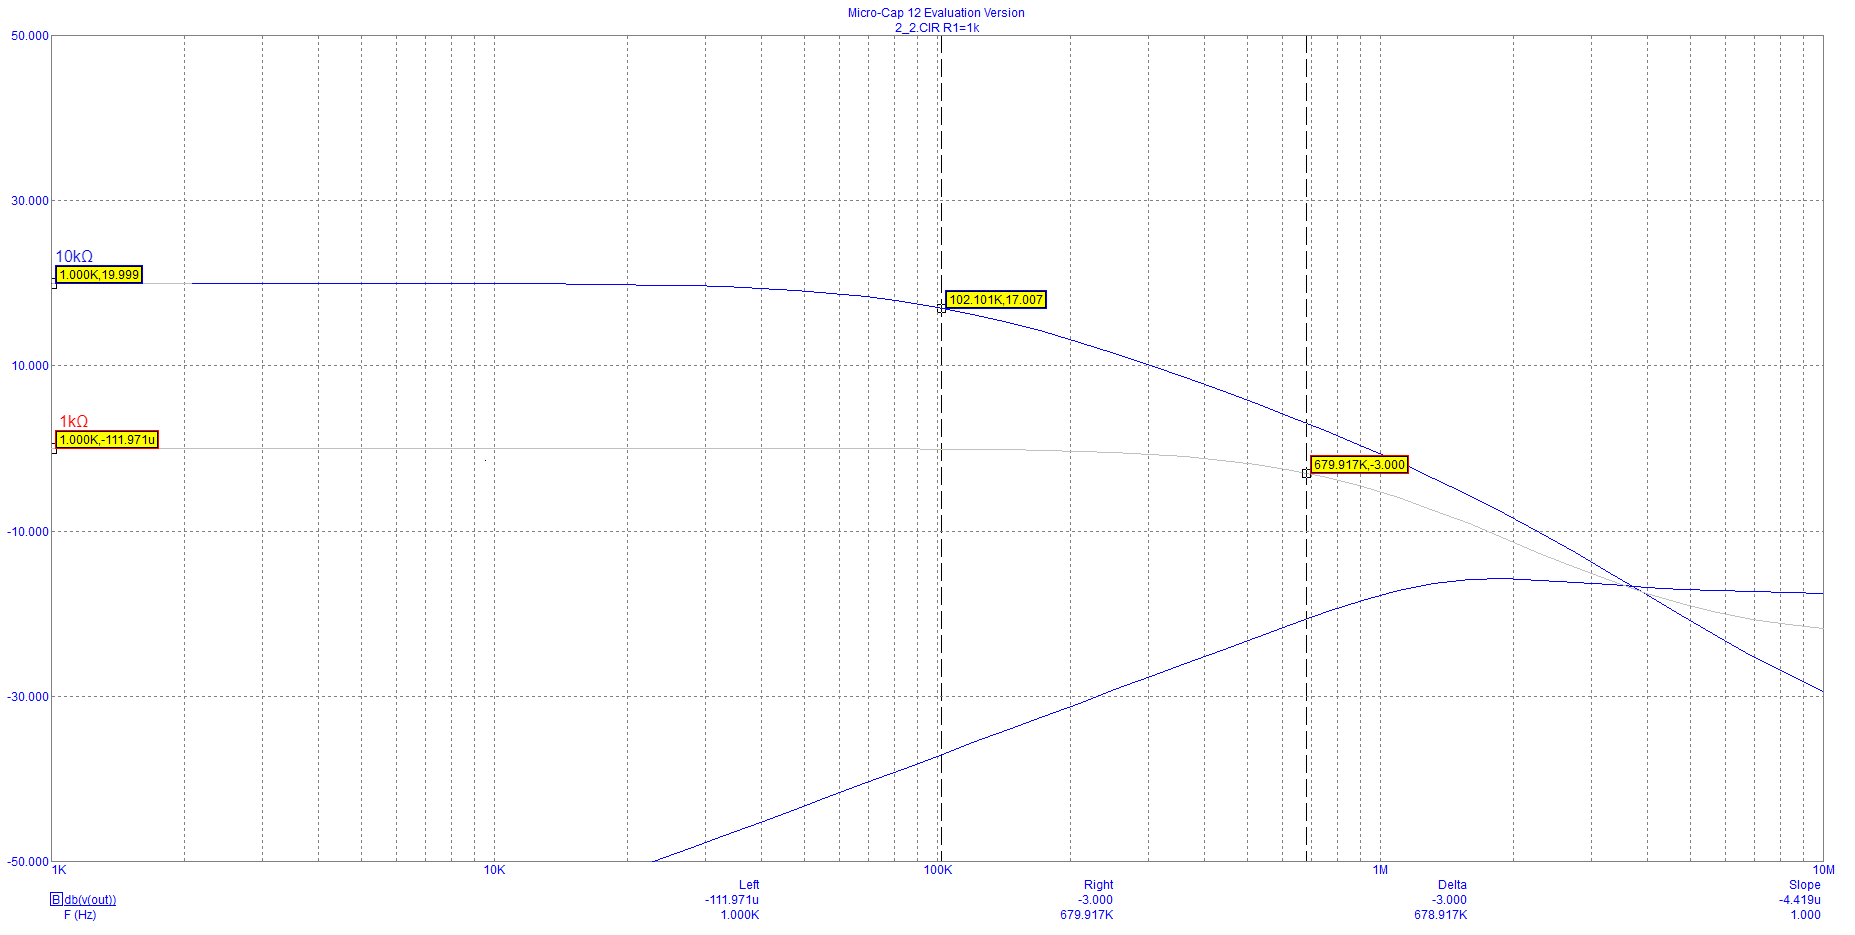 Micro-Cap 12 Evaluation Version
2_2.CIR R1=1k
50.000
30.000
10kΩ
1.000K,19.999
102.101K,17.007
10.000
1kΩ
1.000K,-111.971u
679.917K,-3.000
-10.000
-30.000
-50.000
1K 10K 100K 1M 10M
Left Right Delta Slope
B db(v(out)) -111.971u -3.000 -3.000 -4.419u
F (Hz) 1.000K 679.917K 678.917K 1.000